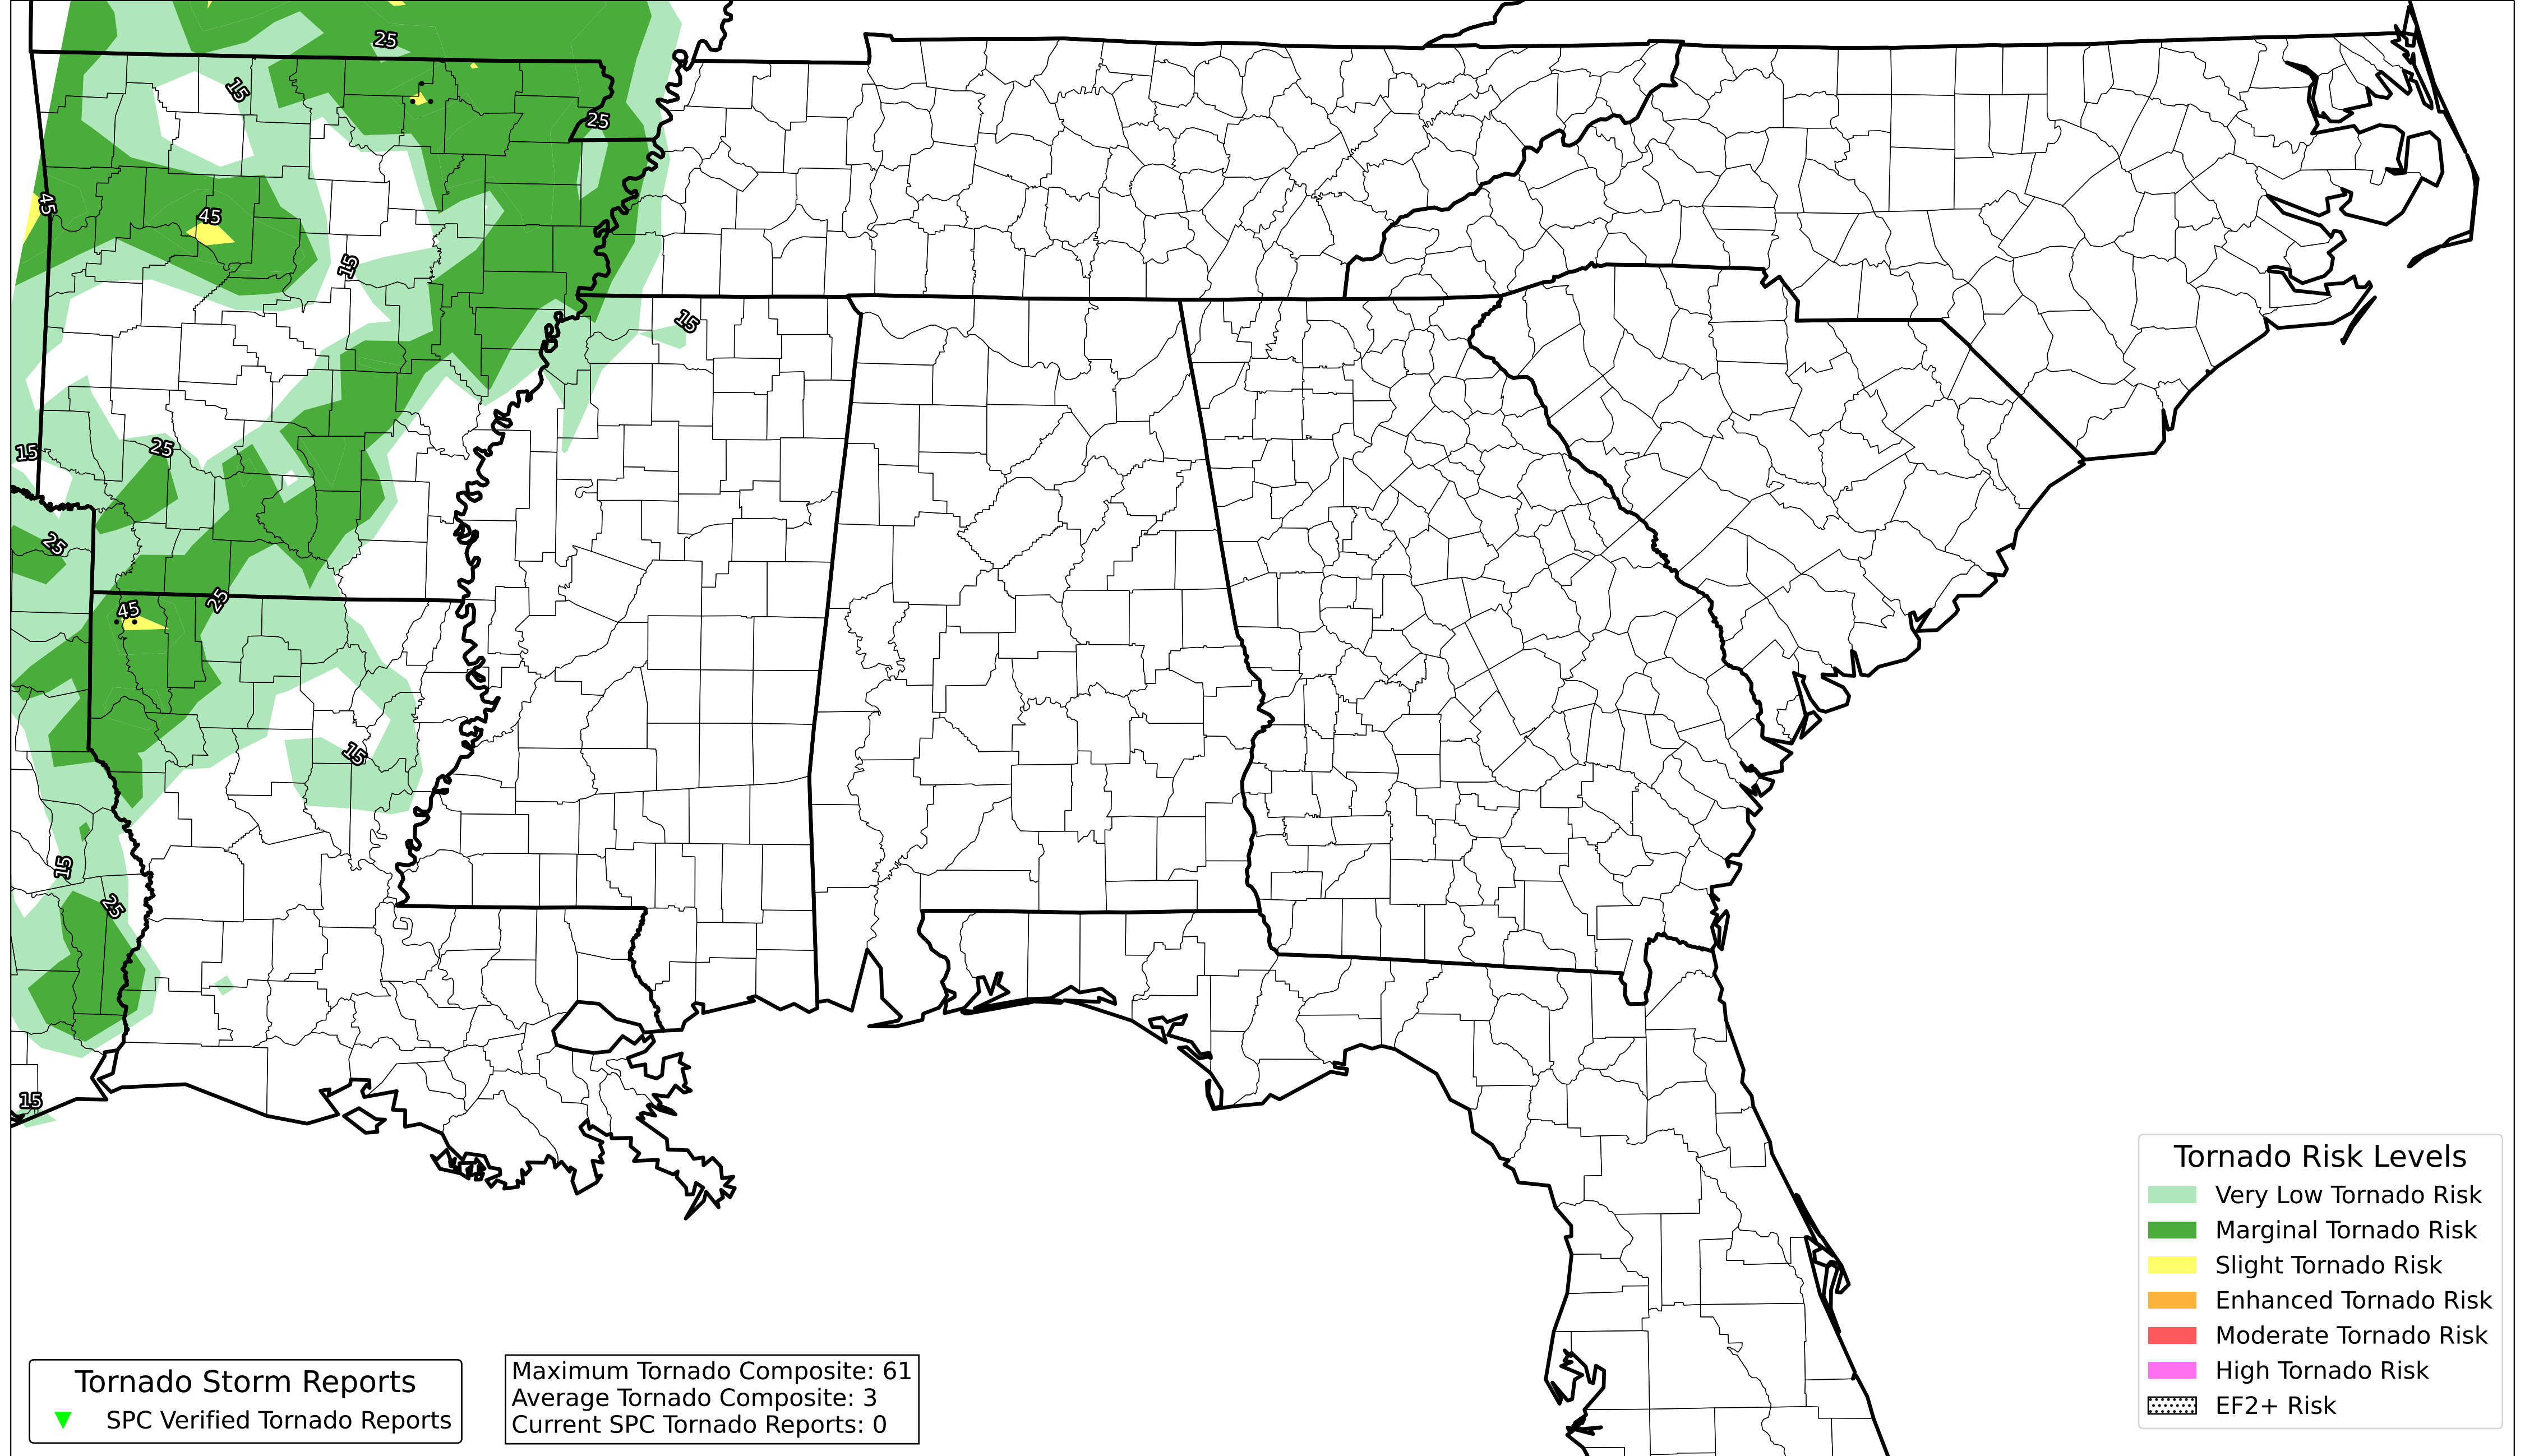 25
15
25
45
45
15
15
15
25
25
45
25
15
15
25
15
Tornado Risk Levels
Very Low Tornado Risk
Marginal Tornado Risk
Slight Tornado Risk
Enhanced Tornado Risk
Moderate Tornado Risk
High Tornado Risk
EF2+ Risk
Tornado Storm Reports
SPC Verified Tornado Reports
Maximum Tornado Composite: 61
Average Tornado Composite: 3
Current SPC Tornado Reports: 0